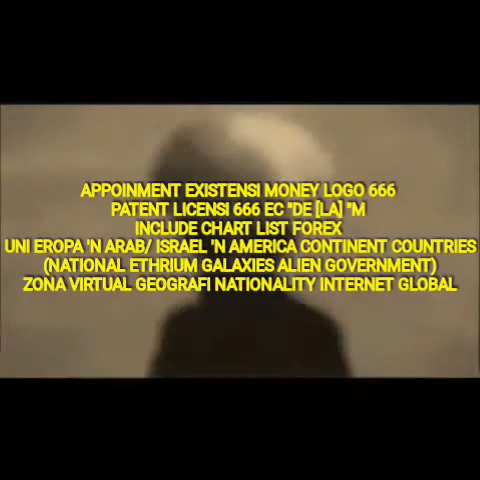 APPOINMENT EXISTENSI MONEY LOGO 666
PATENT LICENSI 666 EC "DE [LA] "M
INCLUDE CHART LIST FOREX
UNI EROPA 'N ARAB/ ISRAEL 'N AMERICA CONTINENT COUNTRIES
(NATIONAL ETHRIUM GALAXIES ALIEN GOVERNMENT)
ZONA VIRTUAL GEOGRAFI NATIONALITY INTERNET GLOBAL